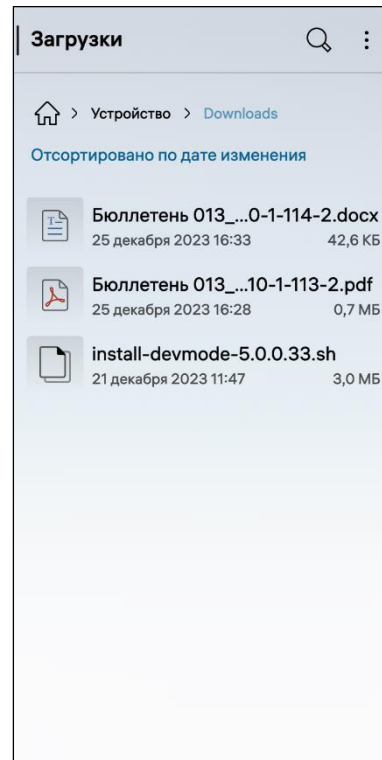 Загрузки
Устройство > Downloads
Отсортировано по дате изменения
Бюллетень 013_...0-1-114-2.docx
25 декабря 2023 16:33 42,6 КБ
Бюллетень 013_...10-1-113-2.pdf
25 декабря 2023 16:28 0,7 МБ
install-devmode-5.0.0.33.sh
21 декабря 2023 11:47 3,0 МБ